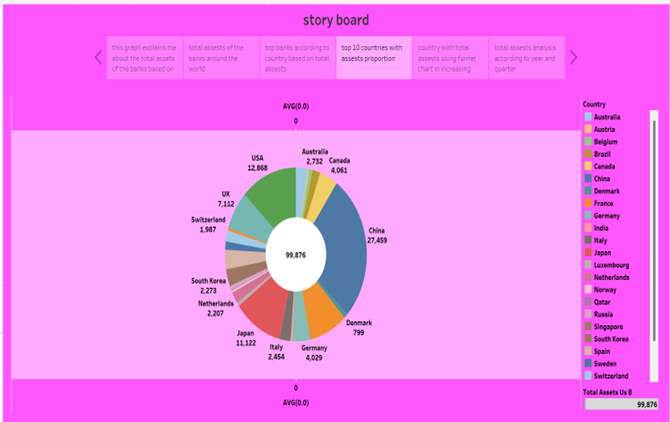 story board
this graph explains me
about the total assets
of the banks based on
total assests of the
banks around the
world
top banks according to
country based on total
assests
top 10 countries with
assests proportion
country with total
assests using funnel
chart in increasing
total assests analysis
according to year and
quarter
AVG(0.0)
0
USA
12,868
Australia
2,732
Canada
4,061
UK
7,112
Switzerland
1,987
China
27,459
99,876
South Korea
2,273
Netherlands
2,207
Denmark
799
Japan
11,122
Italy
2,454
Germany
4,029
0
AVG(0.0)
Country
Australia
Austria
Belgium
Brazil
Canada
China
Denmark
France
Germany
India
Italy
Japan
Luxembourg
Netherlands
Norway
Qatar
Russia
Singapore
South Korea
Spain
Sweden
Switzerland
Total Assets Us B
99,876